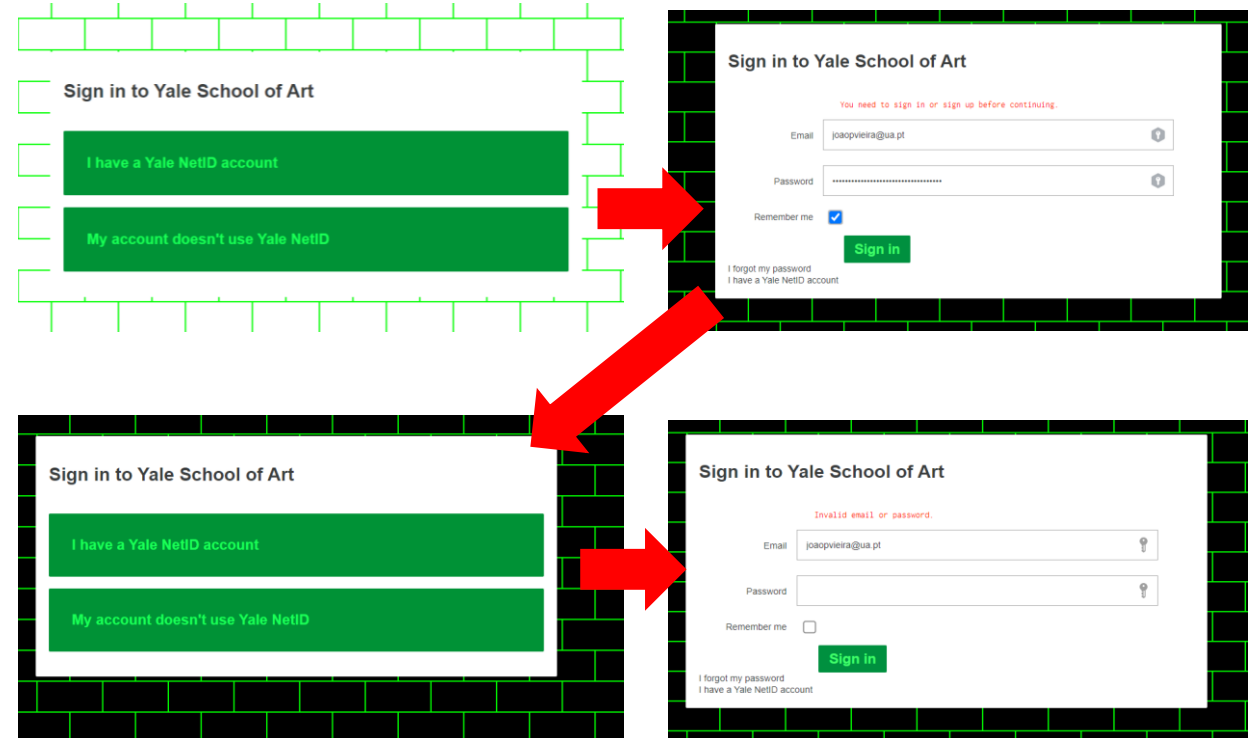 Sign in to Yale School of Art
I have a Yale NetID account
My account doesn't use Yale NetID
Sign in to Yale School of Art
You need to sign in or sign up before continuing.
Email joaopvieira@ua.pt
Password ••••••••••••••••••••••••••••••••••
Remember me
Sign in
I forgot my password
I have a Yale NetID account
Sign in to Yale School of Art
I have a Yale NetID account
My account doesn't use Yale NetID
Sign in to Yale School of Art
Invalid email or password.
Email joaopvieira@ua.pt
Password
Remember me
Sign in
I forgot my password
I have a Yale NetID account